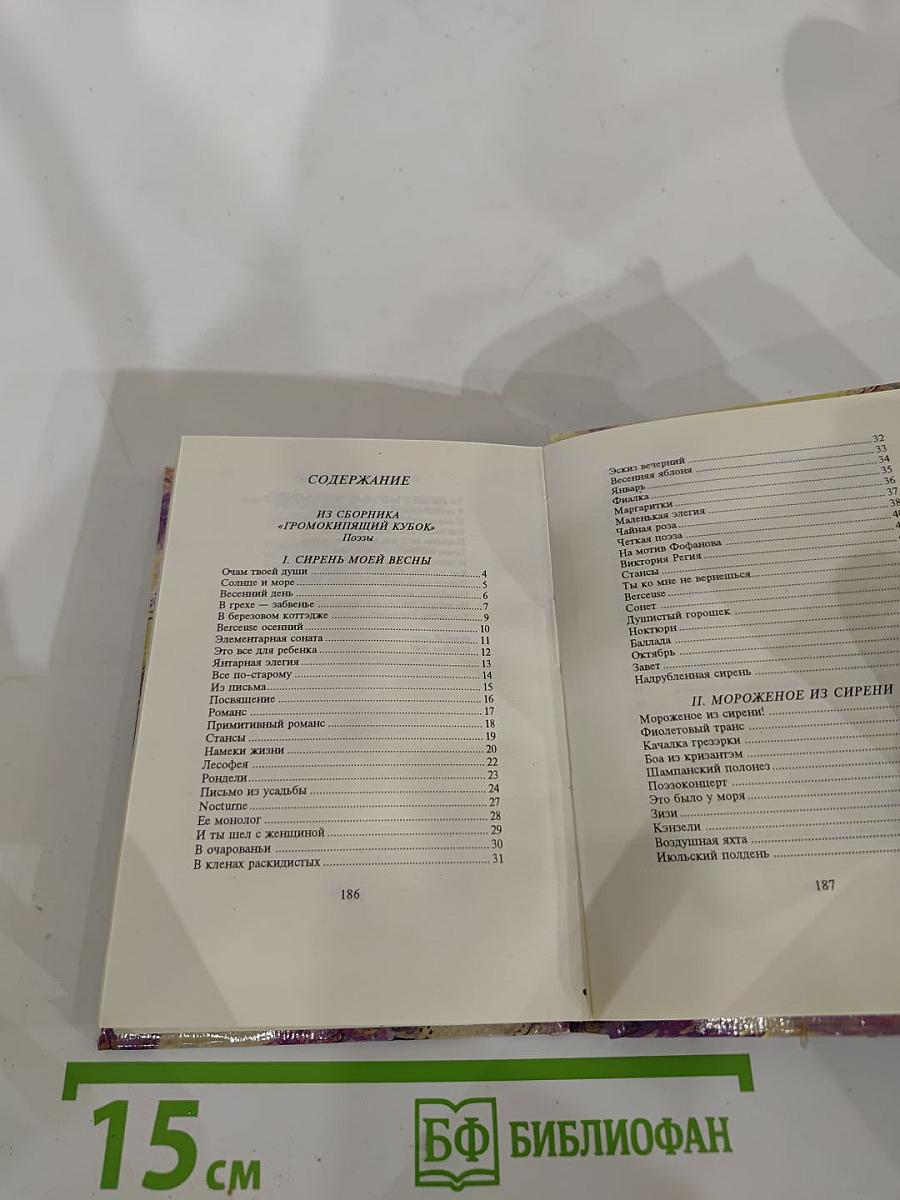 СОДЕРЖАНИЕ
ИЗ СБОРНИКА
«ГРОМОКИПЯЩИЙ КУБОК»
Поэзы
I. СИРЕНЬ МОЕЙ ВЕСНЫ
Очам твоей души 4
Солнце и море 5
Весенний день 6
В грехе — забвенье 7
В березовом коттэдже 9
Berceuse осенний 10
Элементарная соната 11
Это все для ребенка 12
Янтарная элегия 13
Все по-старому 14
Из письма 15
Посвящение 16
Романс 17
Примитивный романс 18
Стансы 19
Намеки жизни 20
Лесофея 22
Рондели 23
Письмо из усадьбы 24
Nocturne 27
Ее монолог 28
И ты шел с женщиной 29
В очарованьи 30
В кленах раскидистых 31
186
Эскиз вечерний 32
Весенняя яблоня 33
Январь 34
Фиалка 35
Маргаритки 36
Маленькая элегия 37
Чайная роза
Четкая поэза
На мотив Фофанова
Виктория Регия
Стансы
Ты ко мне не вернешься
Berceuse
Сонет
Душистый горошек
Ноктюрн
Баллада
Октябрь
Завет
Надрубленная сирень
II. МОРОЖЕНОЕ ИЗ СИРЕНИ
Мороженое из сирени!
Фиолетовый транс
Качалка грезэрки
Боа из кризантэм
Шампанский полонез
Поэзоконцерт
Это было у моря
Зизи
Кэнзели
Воздушная яхта
Июльский полдень
187
15 см
БФ БИБЛИОФАН